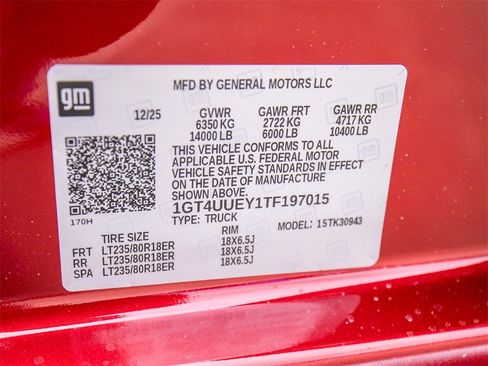 gm
MFD BY GENERAL MOTORS LLC
12/25 GVWR GAWR FRT GAWR RR
6350 KG 2722 KG 4717 KG
14000 LB 6000 LB 10400 LB
THIS VEHICLE CONFORMS TO ALL
APPLICABLE U.S. FEDERAL MOTOR
VEHICLE SAFETY STANDARDS IN EFFECT
ON THE DATE OF MANUFACTURE
SHOWN ABOVE.
1GT4UUEY1TF197015
170H TYPE: TRUCK MODEL: 15TK30943
TIRE SIZE RIM
FRT LT235/80R18ER 18X6.5J
RR LT235/80R18ER 18X6.5J
SPA LT235/80R18ER 18X6.5J